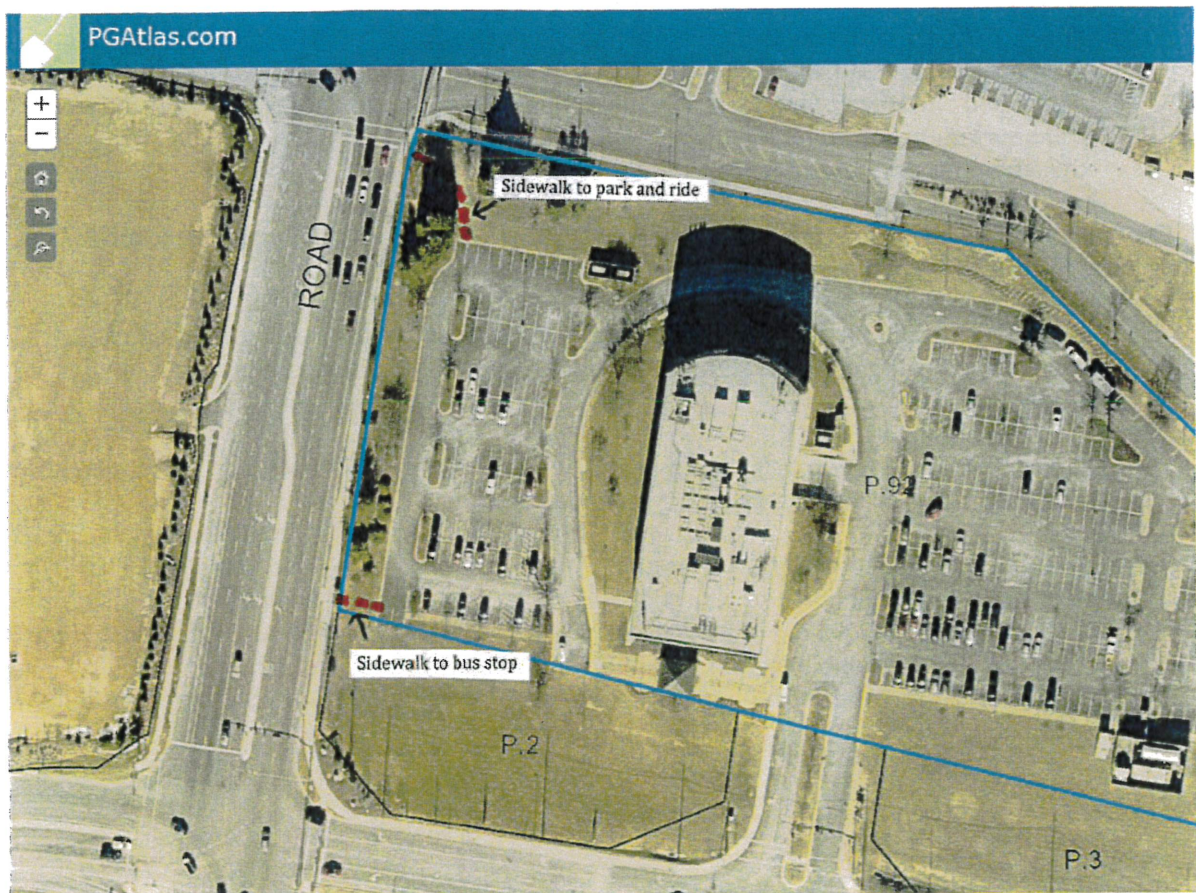 PGAtlas.com
+
−
Sidewalk to park and ride
ROAD
P.92
Sidewalk to bus stop
P.2
P.3